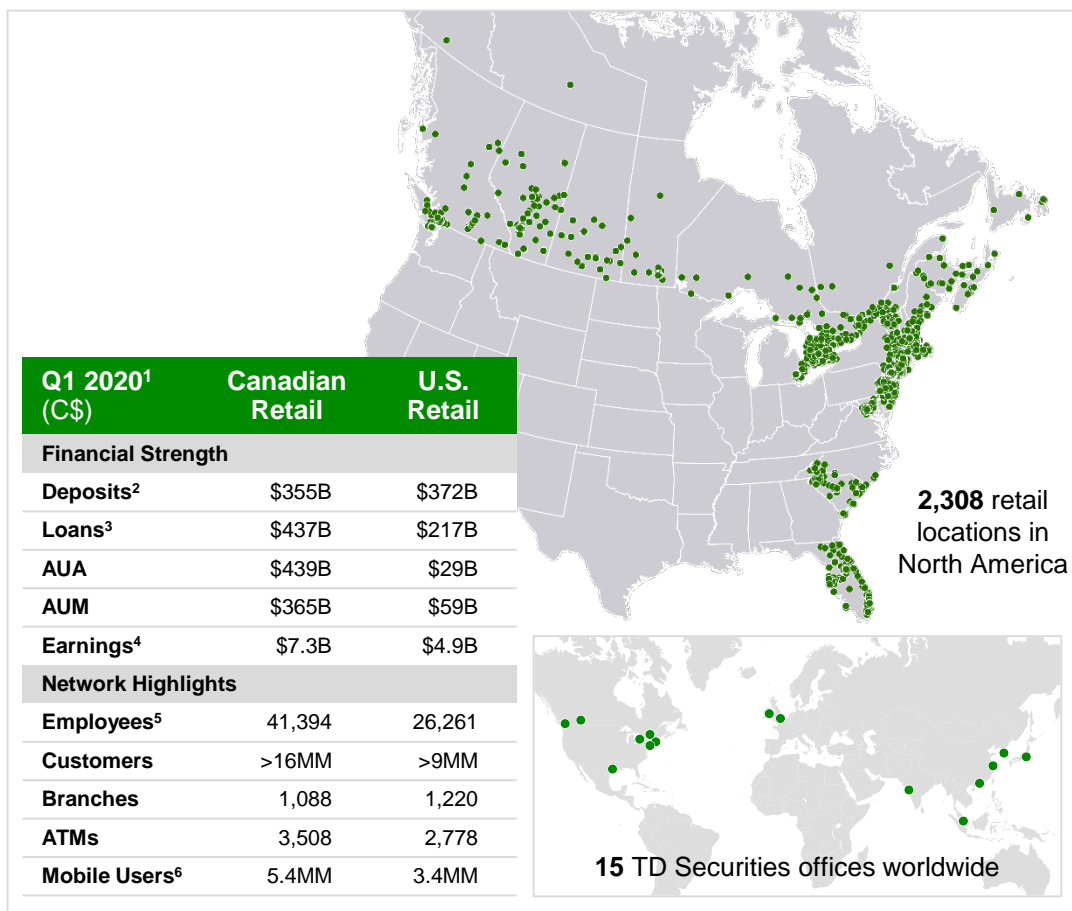 Q1 2020¹ (C$) Canadian Retail U.S. Retail
Financial Strength
Deposits² $355B $372B
Loans³ $437B $217B
AUA $439B $29B
AUM $365B $59B
Earnings⁴ $7.3B $4.9B
Network Highlights
Employees⁵ 41,394 26,261
Customers >16MM >9MM
Branches 1,088 1,220
ATMs 3,508 2,778
Mobile Users⁶ 5.4MM 3.4MM
2,308 retail
locations in
North America
15 TD Securities offices worldwide